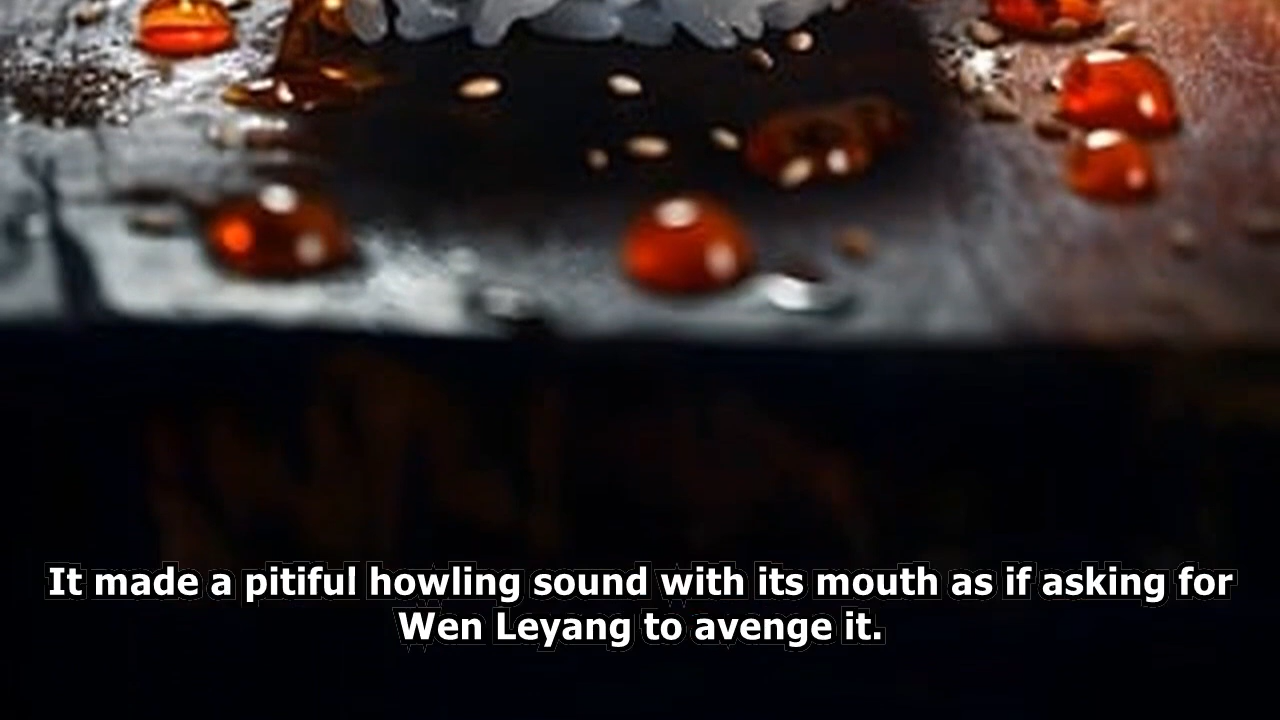 It made a pitiful howling sound with its mouth as if asking for
Wen Leyang to avenge it.